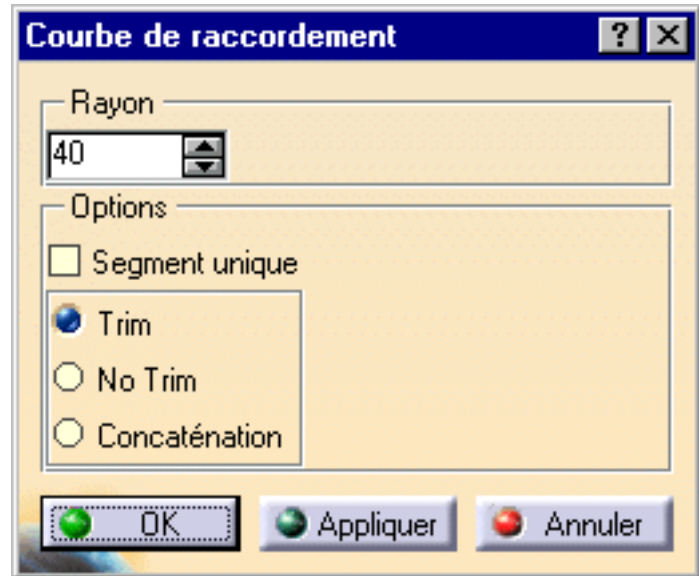 Courbe de raccordement
Rayon
40
Options
Segment unique
Trim
No Trim
Concaténation
OK Appliquer Annuler